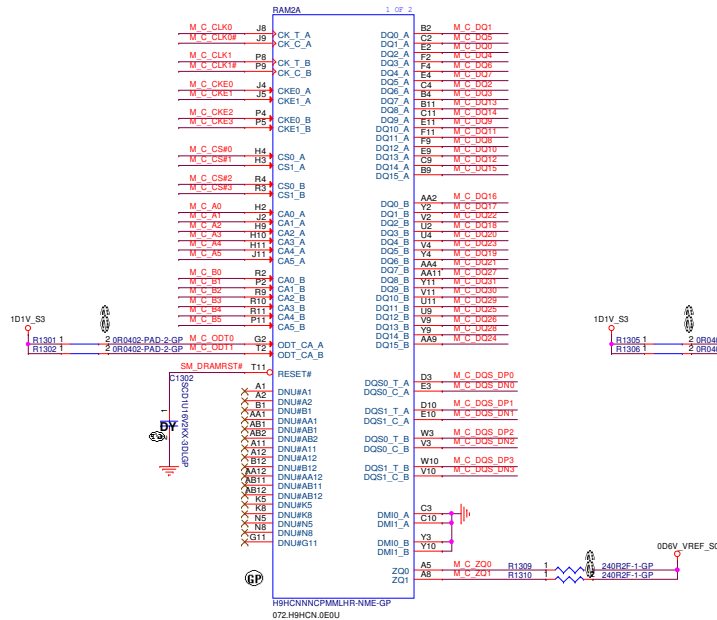 RAM2A 1 OF 2
M_C_CLK0 J8 CK_T_A
M_C_CLK0# J9 CK_C_A
M_C_CLK1 P8 CK_T_B
M_C_CLK1# P9 CK_C_B
M_C_CKE0 J4 CKE0_A
M_C_CKE1 J5 CKE1_A
M_C_CKE2 P4 CKE0_B
M_C_CKE3 P5 CKE1_B
M_C_CS#0 H4 CS0_A
M_C_CS#1 H3 CS1_A
M_C_CS#2 R4 CS0_B
M_C_CS#3 R3 CS1_B
M_C_A0 H2 CA0_A
M_C_A1 J2 CA1_A
M_C_A2 H9 CA2_A
M_C_A3 H10 CA3_A
M_C_A4 H11 CA4_A
M_C_A5 J11 CA5_A
M_C_B0 R2 CA0_B
M_C_B1 P2 CA1_B
M_C_B2 R9 CA2_B
M_C_B3 R10 CA3_B
M_C_B4 R11 CA4_B
M_C_B5 P11 CA5_B
1D1V_S3
R1301 1 2 0R0402-PAD-2-GP M_C_ODT0 G2 ODT_CA_A
R1302 1 2 0R0402-PAD-2-GP M_C_ODT1 T2 ODT_CA_B
SM_DRAMRST# T11 RESET#
C1302
SCD1U16V2KX-3DLGP
1
DY
A1 DNU#A1
A2 DNU#A2
B1 DNU#B1
AA1 DNU#AA1
AB1 DNU#AB1
AB2 DNU#AB2
A11 DNU#A11
A12 DNU#A12
B12 DNU#B12
AA12 DNU#AA12
AB11 DNU#AB11
AB12 DNU#AB12
K5 DNU#K5
K8 DNU#K8
N5 DNU#N5
N8 DNU#N8
G11 DNU#G11
GP
DQ0_A B2 M_C_DQ1
DQ1_A C2 M_C_DQ5
DQ2_A E2 M_C_DQ0
DQ3_A F2 M_C_DQ4
DQ4_A F4 M_C_DQ6
DQ5_A E4 M_C_DQ7
DQ6_A C4 M_C_DQ2
DQ7_A B4 M_C_DQ3
DQ8_A B11 M_C_DQ13
DQ9_A C11 M_C_DQ14
DQ10_A E11 M_C_DQ9
DQ11_A F11 M_C_DQ11
DQ12_A F9 M_C_DQ8
DQ13_A E9 M_C_DQ10
DQ14_A C9 M_C_DQ12
DQ15_A B9 M_C_DQ15
DQ0_B AA2 M_C_DQ16
DQ1_B Y2 M_C_DQ17
DQ2_B V2 M_C_DQ22
DQ3_B U2 M_C_DQ18
DQ4_B U4 M_C_DQ20
DQ5_B V4 M_C_DQ23
DQ6_B Y4 M_C_DQ19
DQ7_B AA4 M_C_DQ21
DQ8_B AA11 M_C_DQ27
DQ9_B Y11 M_C_DQ31
DQ10_B V11 M_C_DQ30
DQ11_B U11 M_C_DQ29
DQ12_B U9 M_C_DQ25
DQ13_B V9 M_C_DQ26
DQ14_B Y9 M_C_DQ28
DQ15_B AA9 M_C_DQ24
DQS0_T_A D3 M_C_DQS_DP0
DQS0_C_A E3 M_C_DQS_DN0
DQS1_T_A D10 M_C_DQS_DP1
DQS1_C_A E10 M_C_DQS_DN1
DQS0_T_B W3 M_C_DQS_DP2
DQS0_C_B V3 M_C_DQS_DN2
DQS1_T_B W10 M_C_DQS_DP3
DQS1_C_B V10 M_C_DQS_DN3
DMI0_A C3
DMI1_A C10
DMI0_B Y3
DMI1_B Y10
ZQ0 A5 M_C_ZQ0 R1309 240R2F-1-GP
ZQ1 A8 M_C_ZQ1 R1310 240R2F-1-GP
0D6V_VREF_S0
1D1V_S3
R1305 1 2 0R040
R1306 1 2 0R040
H9HCNNNCPMMLHR-NME-GP
072.H9HCN.0E0U